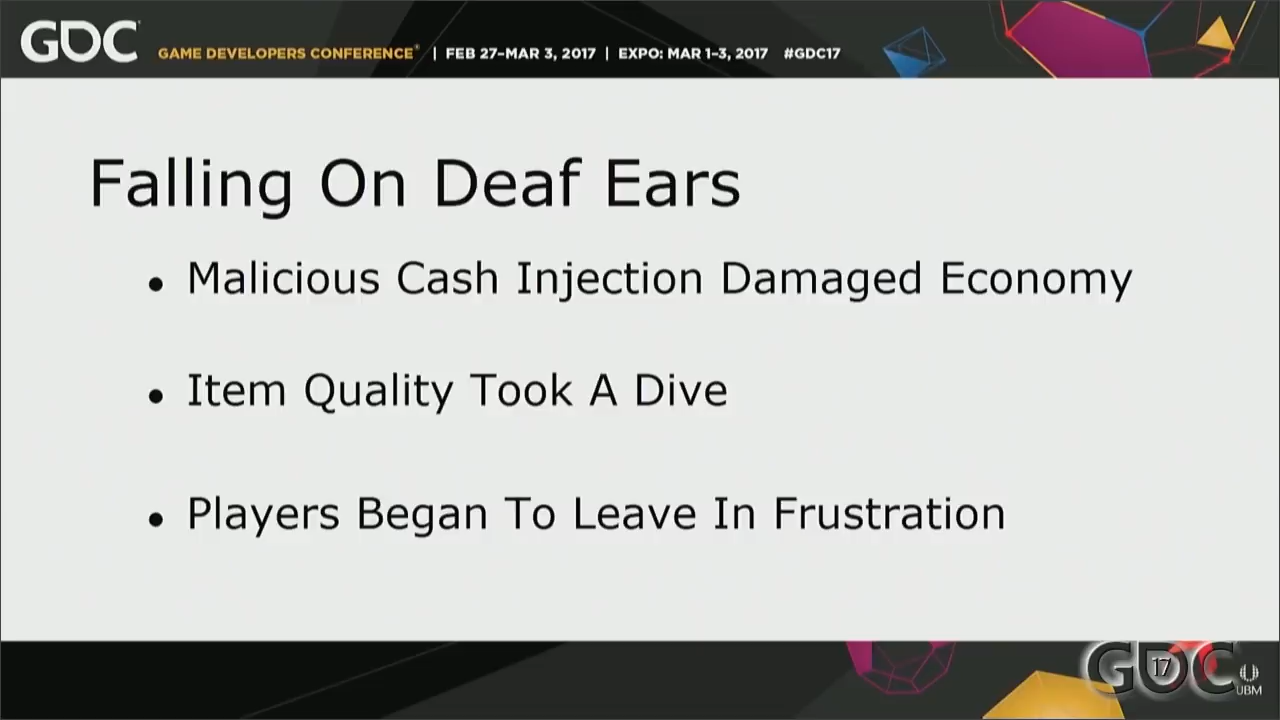 GDC GAME DEVELOPERS CONFERENCE® | FEB 27–MAR 3, 2017 | EXPO: MAR 1–3, 2017 #GDC17
Falling On Deaf Ears
• Malicious Cash Injection Damaged Economy
• Item Quality Took A Dive
• Players Began To Leave In Frustration
GDC 17
UBM